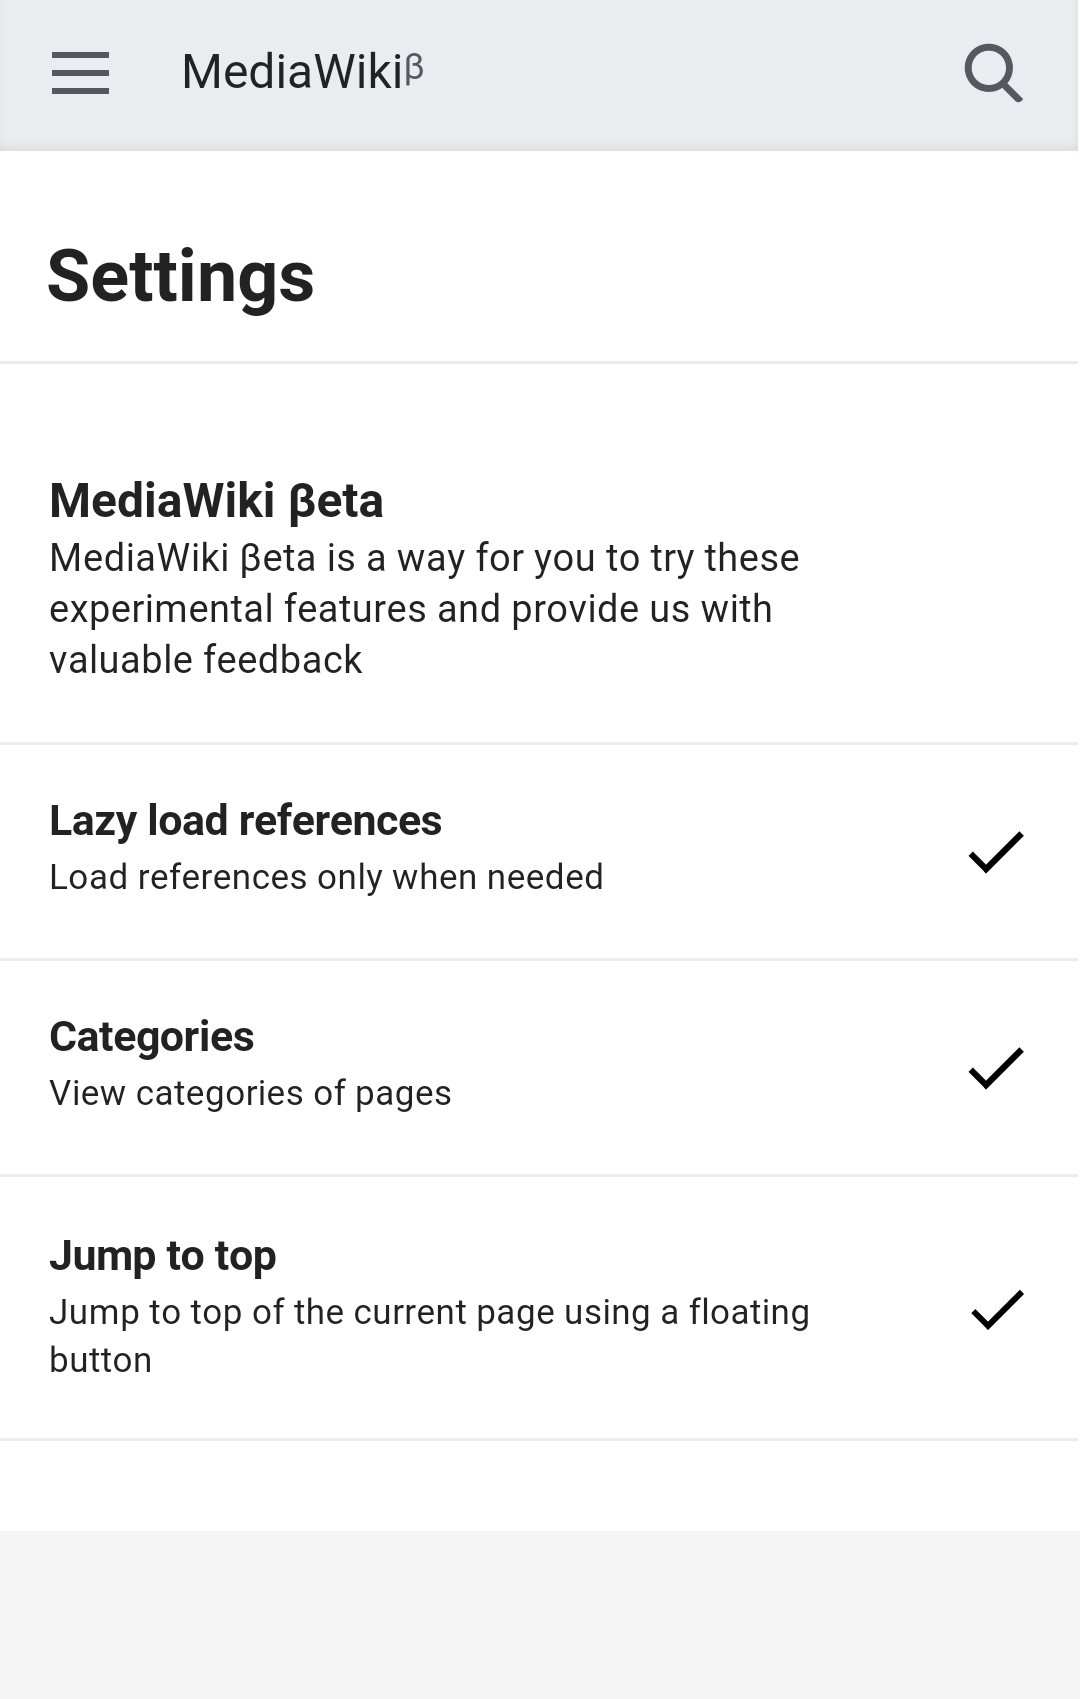 MediaWikiβ
Settings
MediaWiki βeta
MediaWiki βeta is a way for you to try these
experimental features and provide us with
valuable feedback
Lazy load references
Load references only when needed
Categories
View categories of pages
Jump to top
Jump to top of the current page using a floating
button